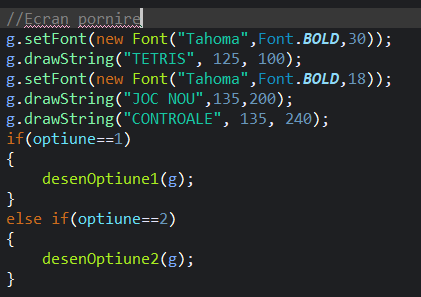 //Ecran pornire
g.setFont(new Font("Tahoma",Font.BOLD,30));
g.drawString("TETRIS", 125, 100);
g.setFont(new Font("Tahoma",Font.BOLD,18));
g.drawString("JOC NOU",135,200);
g.drawString("CONTROALE", 135, 240);
if(optiune==1)
{
    desenOptiune1(g);
}
else if(optiune==2)
{
    desenOptiune2(g);
}